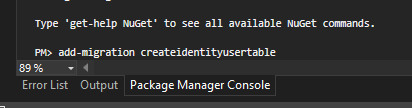 Type 'get-help NuGet' to see all available NuGet commands.
PM> add-migration createidentityusertable
89 %
Error List Output Package Manager Console